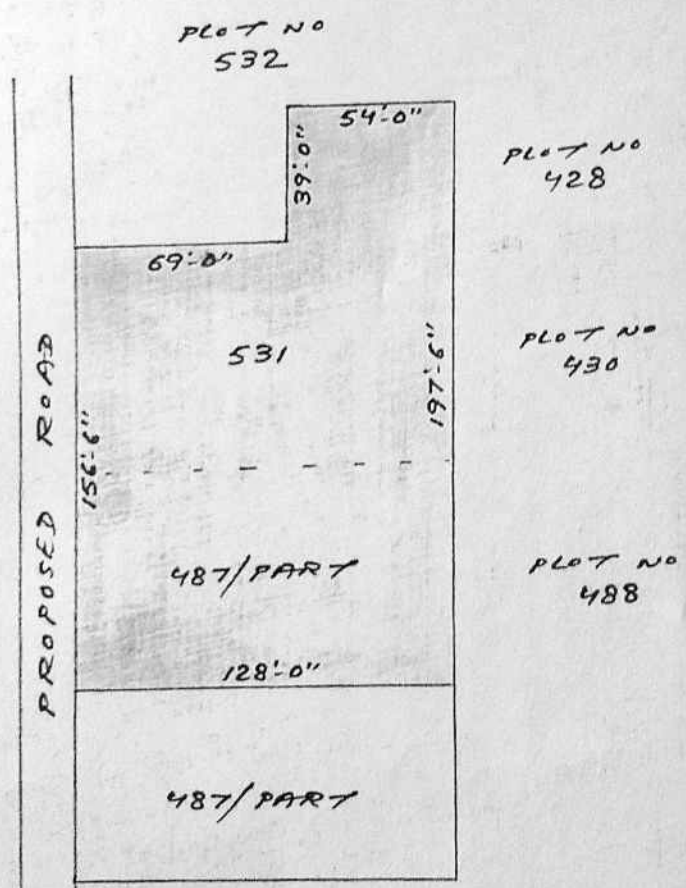 PLOT NO
532
54'-0"
39'-0"
PLOT NO
428
69'-0"
531
PLOT NO
430
197'-6"
156'-6"
PROPOSED ROAD
487/PART
PLOT NO
488
128'-0"
487/PART